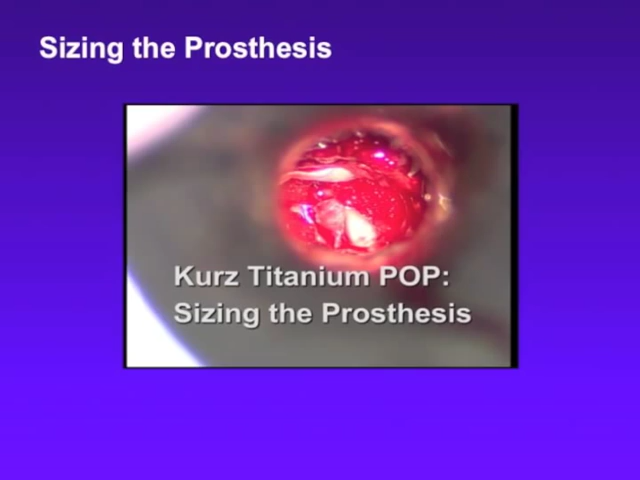 Sizing the Prosthesis
Kurz Titanium POP:
Sizing the Prosthesis